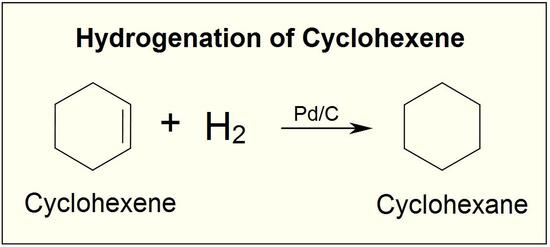 Hydrogenation of Cyclohexene
+ H₂
Pd/C
Cyclohexene
Cyclohexane